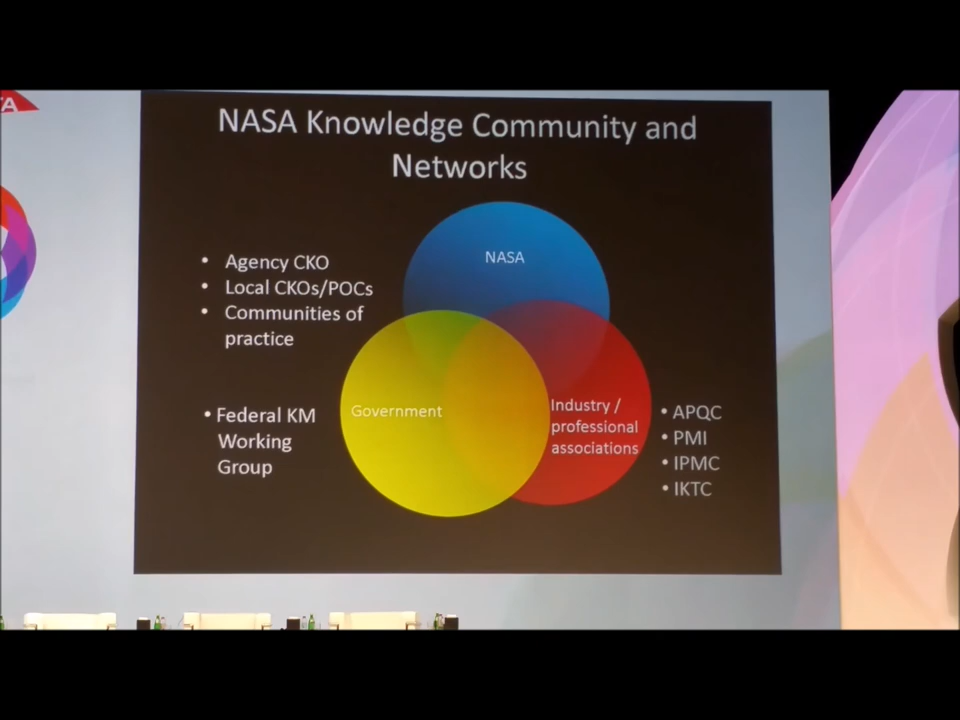 NASA Knowledge Community and
Networks
NASA
• Agency CKO
• Local CKOs/POCs
• Communities of
practice
Government
Industry /
professional
associations
• Federal KM
Working
Group
• APQC
• PMI
• IPMC
• IKTC